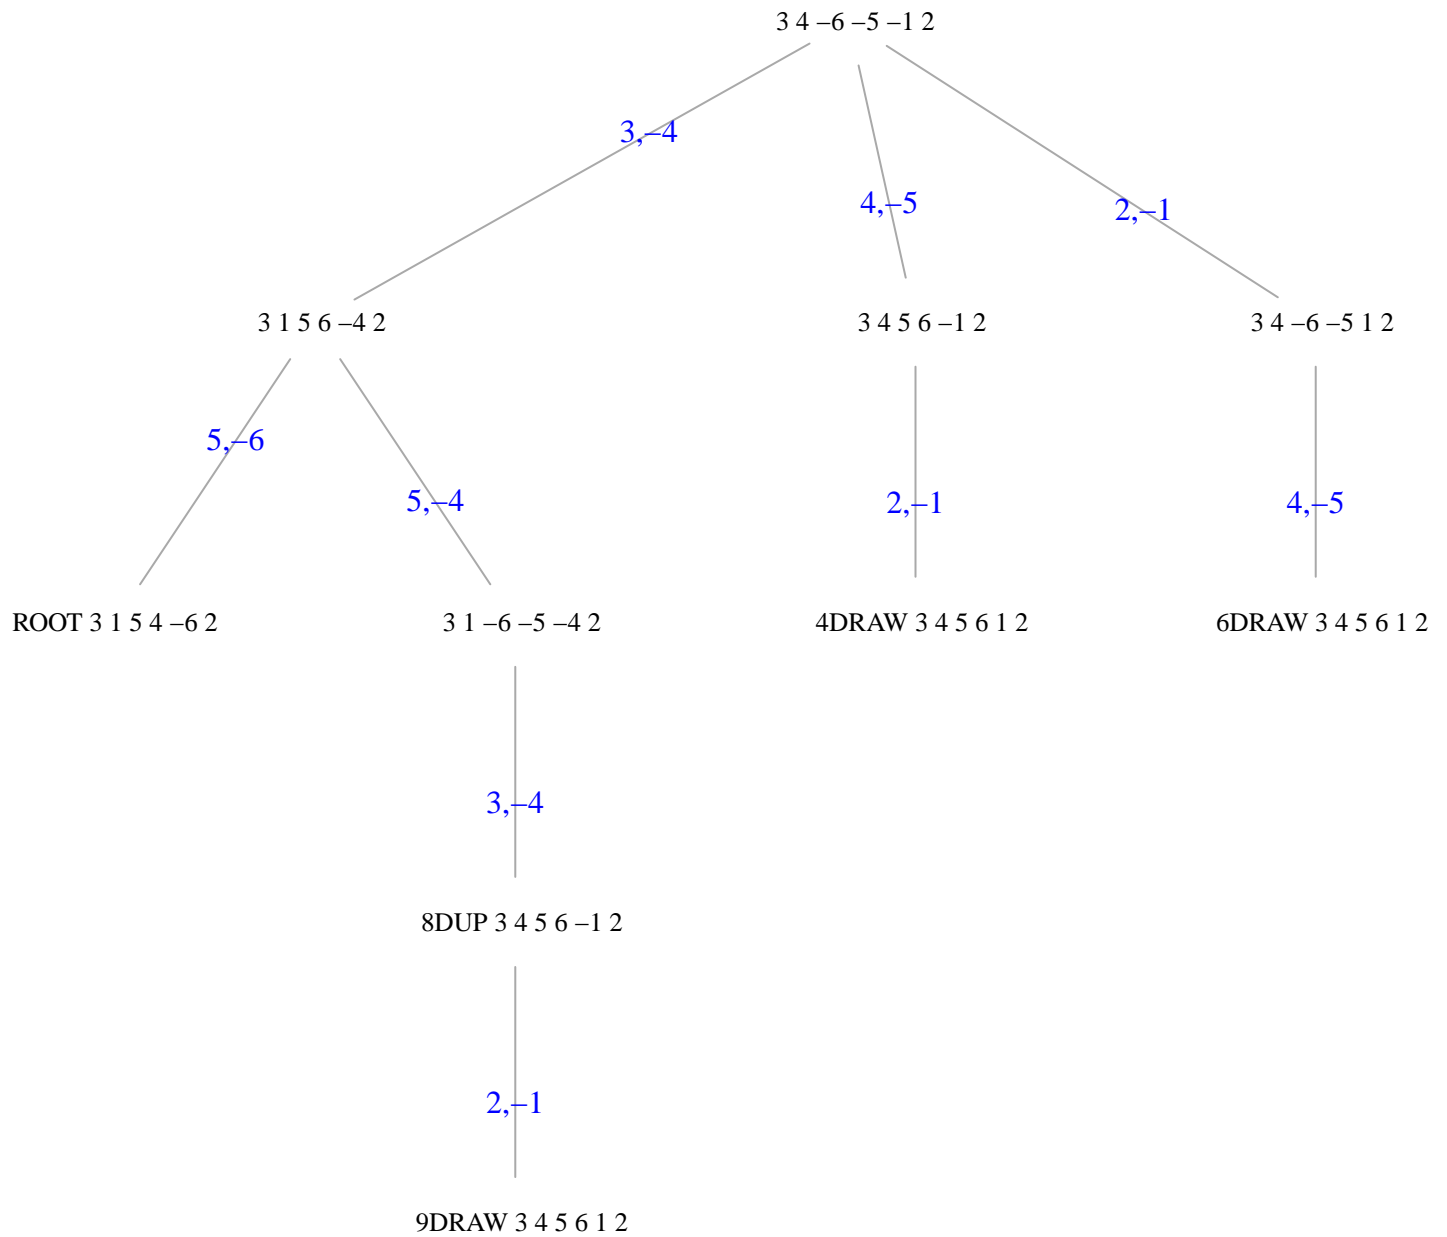 3 4 –6 –5 –1 2
3,–4
4,–5
2,–1
3 1 5 6 –4 2
3 4 5 6 –1 2
3 4 –6 –5 1 2
5,–6
5,–4
2,–1
4,–5
ROOT 3 1 5 4 –6 2
3 1 –6 –5 –4 2
4DRAW 3 4 5 6 1 2
6DRAW 3 4 5 6 1 2
3,–4
8DUP 3 4 5 6 –1 2
2,–1
9DRAW 3 4 5 6 1 2